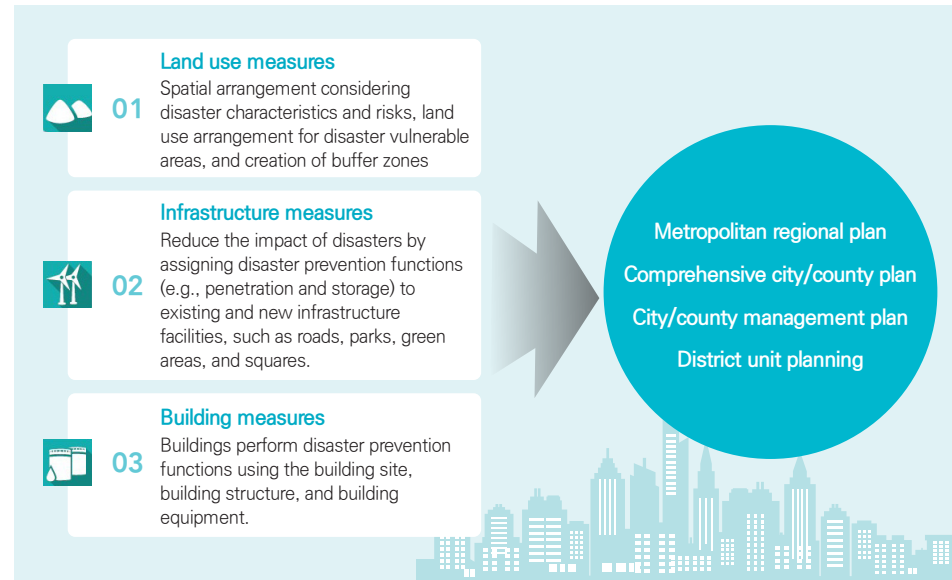 01
Land use measures
Spatial arrangement considering
disaster characteristics and risks, land
use arrangement for disaster vulnerable
areas, and creation of buffer zones
02
Infrastructure measures
Reduce the impact of disasters by
assigning disaster prevention functions
(e.g., penetration and storage) to
existing and new infrastructure
facilities, such as roads, parks, green
areas, and squares.
03
Building measures
Buildings perform disaster prevention
functions using the building site,
building structure, and building
equipment.
Metropolitan regional plan
Comprehensive city/county plan
City/county management plan
District unit planning